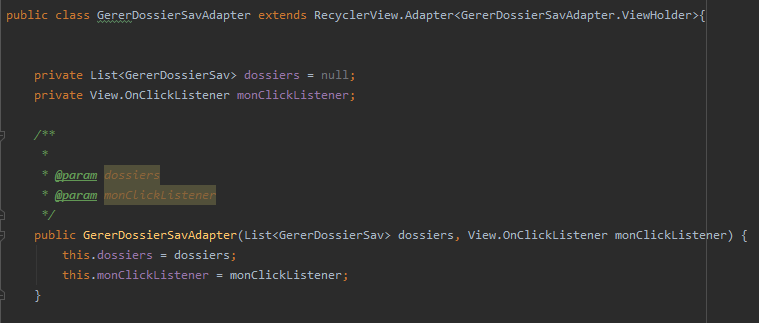 public class GererDossierSavAdapter extends RecyclerView.Adapter<GererDossierSavAdapter.ViewHolder>{
private List<GererDossierSav> dossiers = null;
private View.OnClickListener monClickListener;
/**
*
* @param dossiers
* @param monClickListener
*/
public GererDossierSavAdapter(List<GererDossierSav> dossiers, View.OnClickListener monClickListener) {
this.dossiers = dossiers;
this.monClickListener = monClickListener;
}